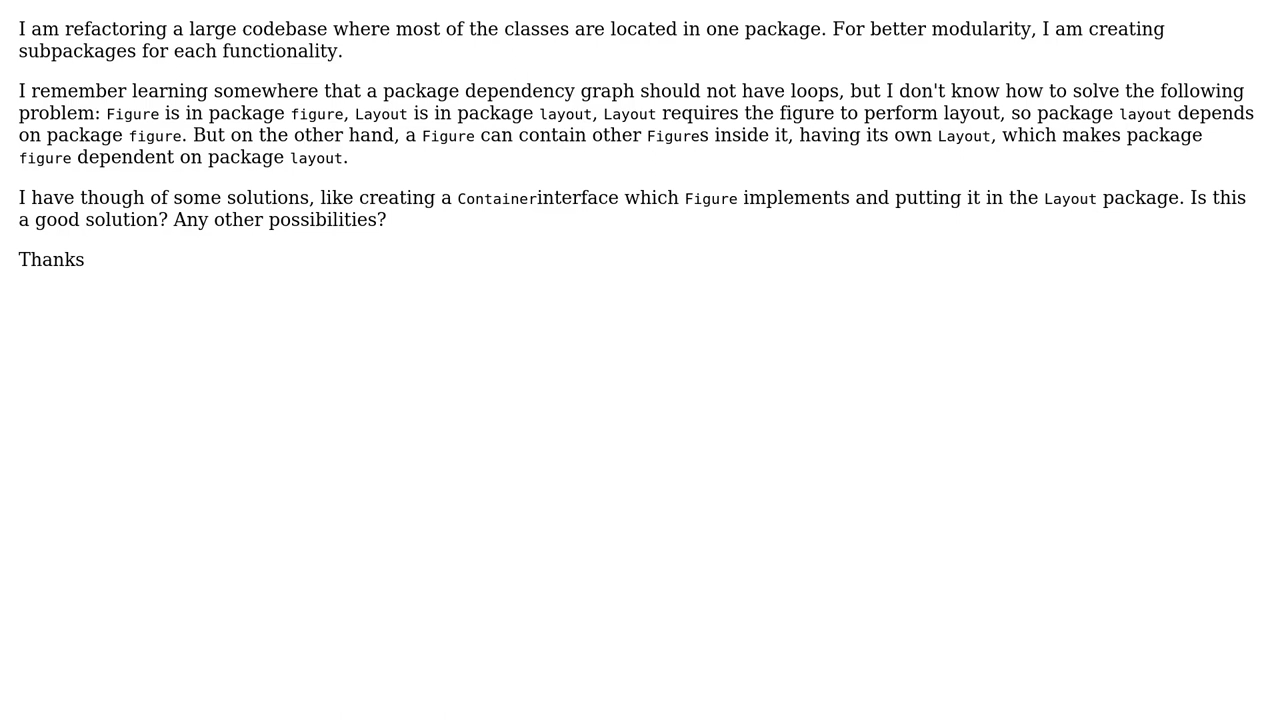 I am refactoring a large codebase where most of the classes are located in one package. For better modularity, I am creating
subpackages for each functionality.
I remember learning somewhere that a package dependency graph should not have loops, but I don't know how to solve the following
problem: Figure is in package figure, Layout is in package layout, Layout requires the figure to perform layout, so package layout depends
on package figure. But on the other hand, a Figure can contain other Figures inside it, having its own Layout, which makes package
figure dependent on package layout.
I have though of some solutions, like creating a Containerinterface which Figure implements and putting it in the Layout package. Is this
a good solution? Any other possibilities?
Thanks